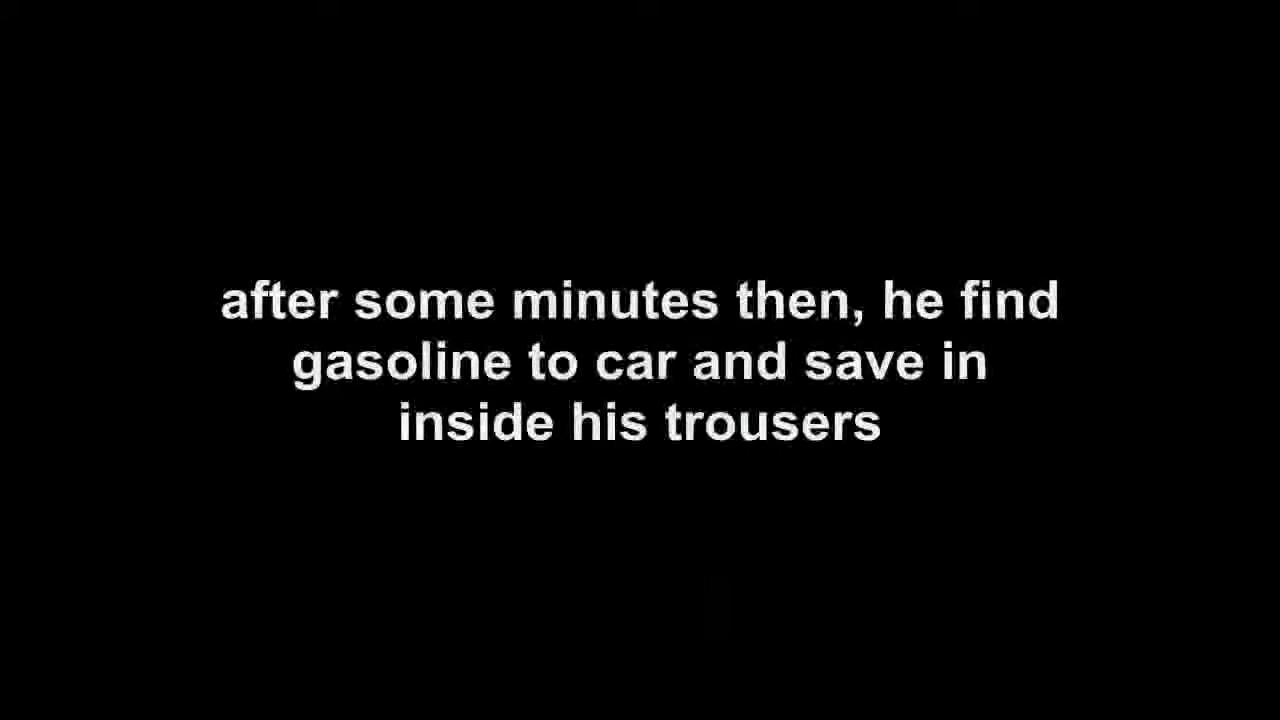 after some minutes then, he find
gasoline to car and save in
inside his trousers